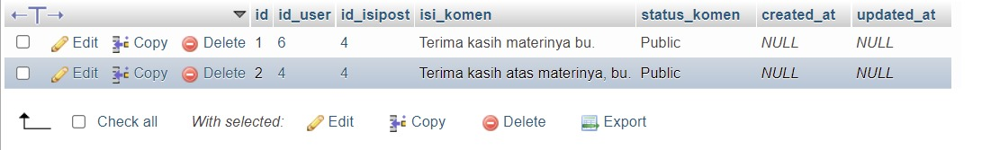 ←T→ id id_user id_isipost isi_komen status_komen created_at updated_at
Edit Copy Delete 1 6 4 Terima kasih materinya bu. Public NULL NULL
Edit Copy Delete 2 4 4 Terima kasih atas materinya, bu. Public NULL NULL
Check all With selected: Edit Copy Delete Export